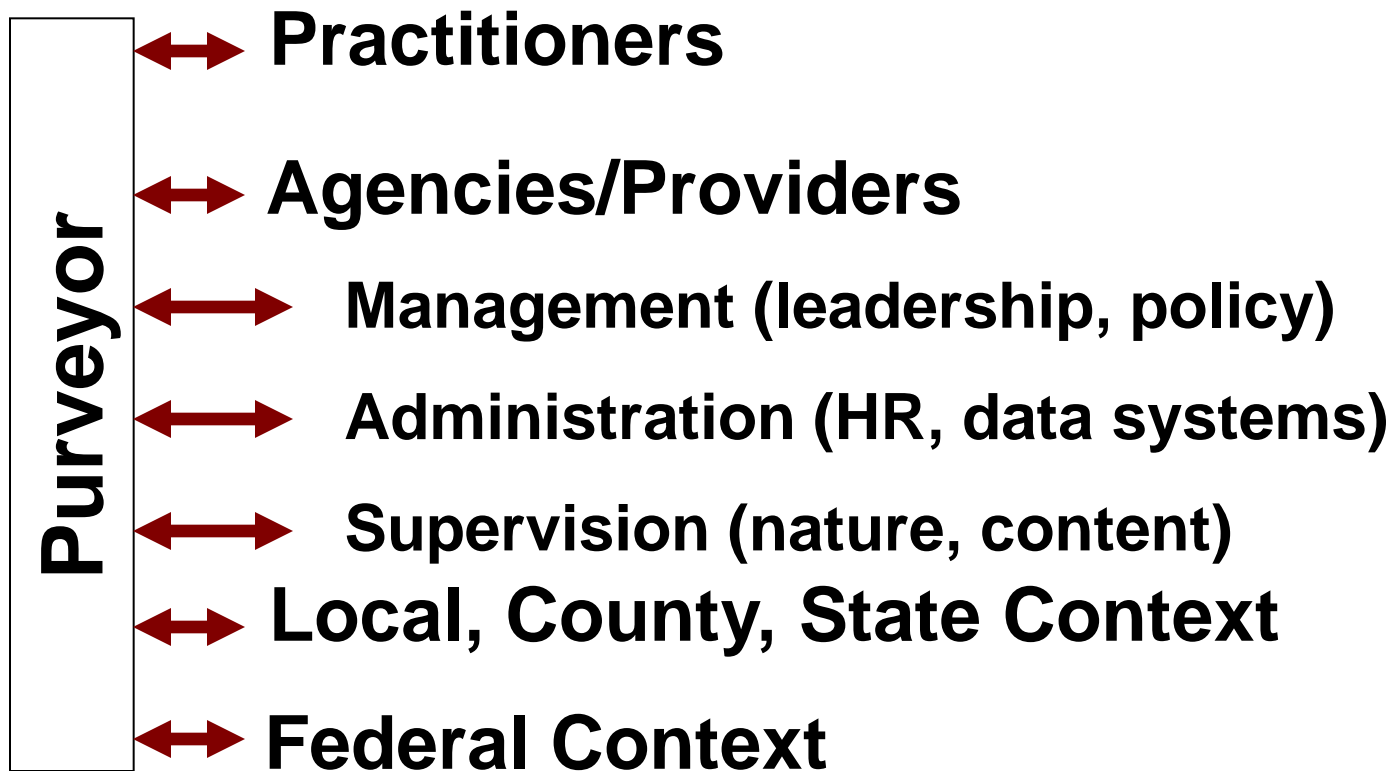 Purveyor
Practitioners
Agencies/Providers
Management (leadership, policy)
Administration (HR, data systems)
Supervision (nature, content)
Local, County, State Context
Federal Context